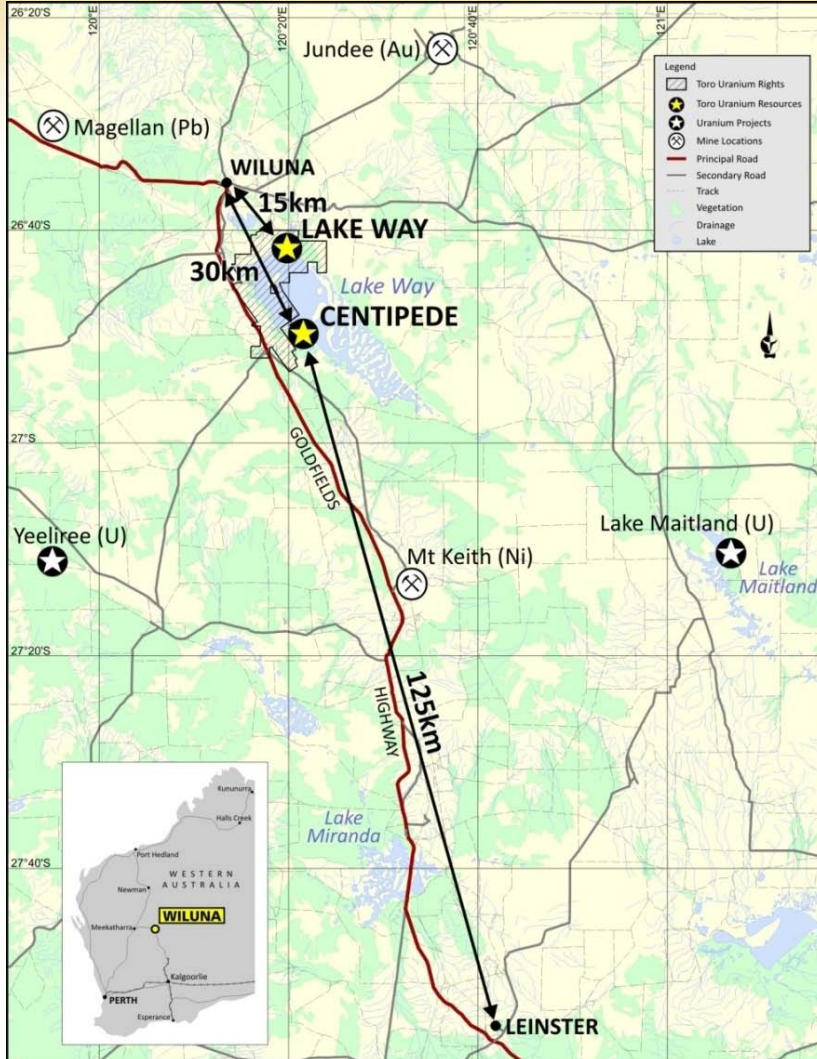 26°20'S
120°E
120°20'E
120°40'E
121°E
Jundee (Au)
Legend
Toro Uranium Rights
Toro Uranium Resources
Uranium Projects
Mine Locations
Principal Road
Secondary Road
Track
Vegetation
Drainage
Lake
Magellan (Pb)
WILUNA
15km
26°40'S
LAKE WAY
30km
Lake Way
CENTIPEDE
27°S
GOLDFIELDS
Yeeliree (U)
Lake Maitland (U)
Mt Keith (Ni)
Lake
Maitland
27°20'S
125km
HIGHWAY
Lake
Miranda
27°40'S
Kununurra
Halls Creek
Port Hedland
WESTERN
AUSTRALIA
Newman
WILUNA
Meekatharra
Kalgoorlie
PERTH
Esperance
LEINSTER